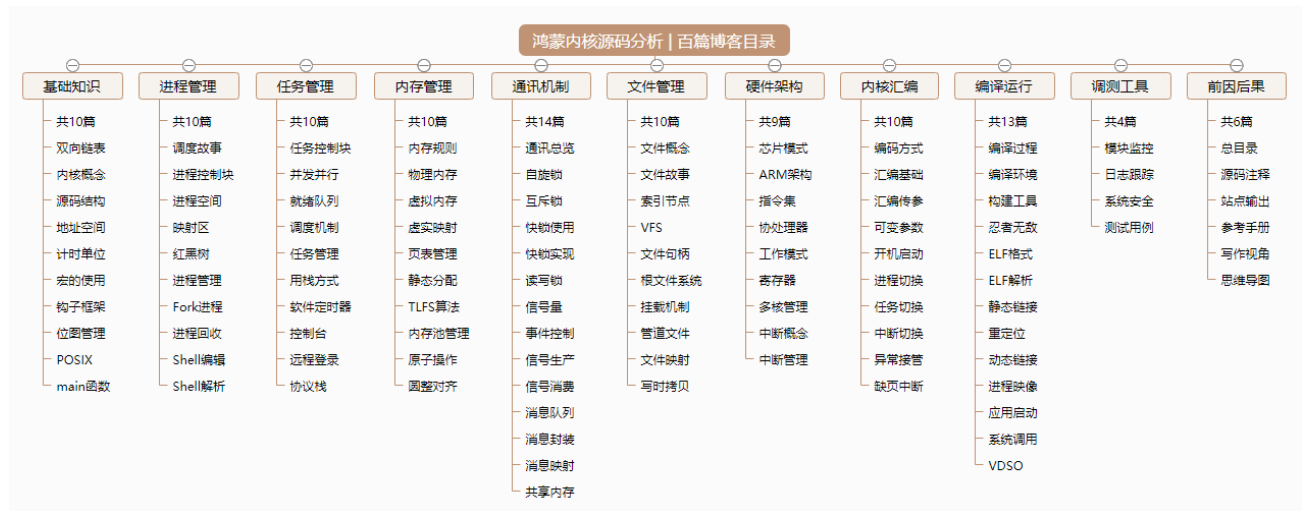 鸿蒙内核源码分析 | 百篇博客目录
基础知识
共10篇
双向链表
内核概念
源码结构
地址空间
计时单位
宏的使用
钩子框架
位图管理
POSIX
main函数
进程管理
共10篇
调度故事
进程控制块
进程空间
映射区
红黑树
进程管理
Fork进程
进程回收
Shell编辑
Shell解析
任务管理
共10篇
任务控制块
并发并行
就绪队列
调度机制
任务管理
用栈方式
软件定时器
控制台
远程登录
协议栈
内存管理
共10篇
内存规则
物理内存
虚拟内存
虚实映射
页表管理
静态分配
TLFS算法
内存池管理
原子操作
圆整对齐
通讯机制
共14篇
通讯总览
自旋锁
互斥锁
快锁使用
快锁实现
读写锁
信号量
事件控制
信号生产
信号消费
消息队列
消息封装
消息映射
共享内存
文件管理
共10篇
文件概念
文件故事
索引节点
VFS
文件句柄
根文件系统
挂载机制
管道文件
文件映射
写时拷贝
硬件架构
共9篇
芯片模式
ARM架构
指令集
协处理器
工作模式
寄存器
多核管理
中断概念
中断管理
内核汇编
共10篇
编码方式
汇编基础
汇编传参
可变参数
开机启动
进程切换
任务切换
中断切换
异常接管
缺页中断
编译运行
共13篇
编译过程
编译环境
构建工具
忍者无敌
ELF格式
ELF解析
静态链接
重定位
动态链接
进程映像
应用启动
系统调用
VDSO
调测工具
共4篇
模块监控
日志跟踪
系统安全
测试用例
前因后果
共6篇
总目录
源码注释
站点输出
参考手册
写作视角
思维导图